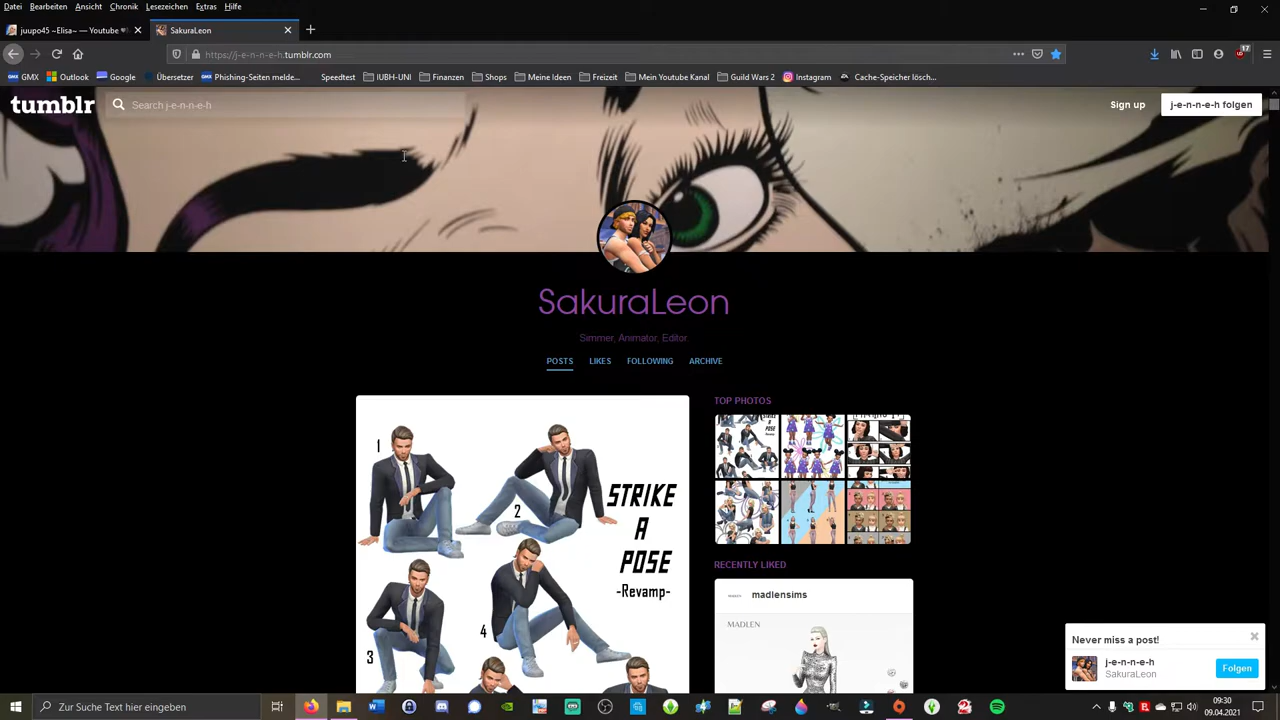 Datei Bearbeiten Ansicht Chronik Lesezeichen Extras Hilfe
juupo45 ~Elisa~ — Youtube
SakuraLeon
https://j-e-n-n-e-h.tumblr.com
17
GMX Outlook Google Übersetzer Phishing-Seiten melde... Speedtest IUBH-UNI Finanzen Shops Meine Ideen Freizeit Mein Youtube Kanal Guild Wars 2 Instagram Cache-Speicher lösch...
tumblr
Search j-e-n-n-e-h
Sign up
j-e-n-n-e-h folgen
SakuraLeon
Simmer, Animator, Editor
POSTS LIKES FOLLOWING ARCHIVE
1
2
3
4
STRIKE
A
POSE
-Revamp-
TOP PHOTOS
RECENTLY LIKED
madlensims
MADLEN
Never miss a post!
j-e-n-n-e-h
SakuraLeon
Folgen
Zur Suche Text hier eingeben
09:30
09.04.2021